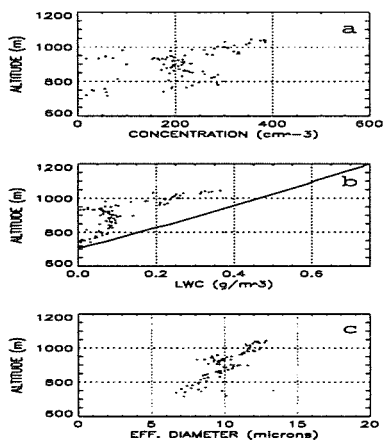 a
1200
1000
800
600
ALTITUDE (m)
0 200 400 600
CONCENTRATION (cm^-3)
b
1200
1000
800
600
ALTITUDE (m)
0.0 0.2 0.4 0.6
LWC (g/m^3)
c
1200
1000
800
600
ALTITUDE (m)
0 5 10 15 20
EFF. DIAMETER (microns)